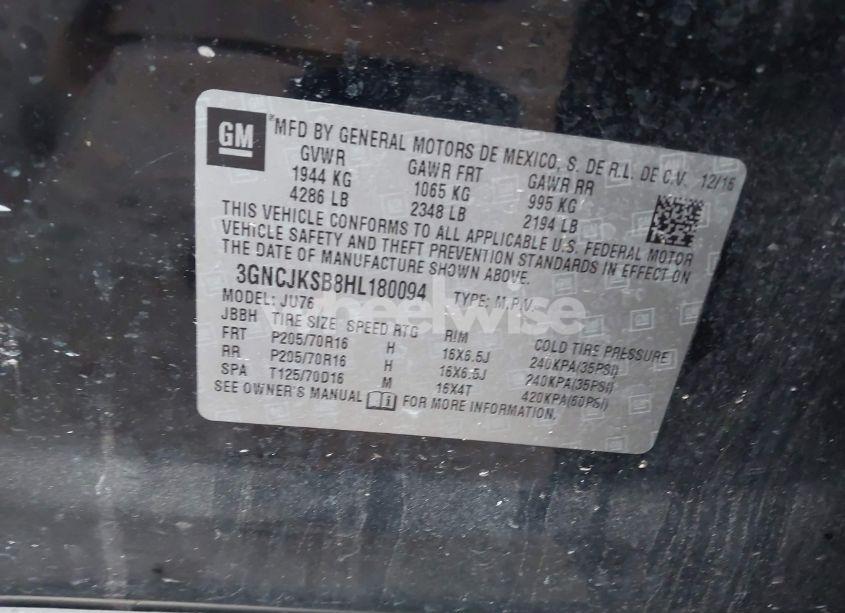 GM
MFD BY GENERAL MOTORS DE MEXICO, S. DE R.L. DE C.V. 12/16
GVWR GAWR FRT GAWR RR
1944 KG 1065 KG 995 KG
4286 LB 2348 LB 2194 LB
THIS VEHICLE CONFORMS TO ALL APPLICABLE U.S. FEDERAL MOTOR
VEHICLE SAFETY AND THEFT PREVENTION STANDARDS IN EFFECT ON
THE DATE OF MANUFACTURE SHOWN ABOVE.
3GNCJKSB8HL180094 TYPE: M.P.V.
MODEL: JU76
JBBH TIRE SIZE SPEED RTG RIM COLD TIRE PRESSURE
FRT P205/70R16 H 16X6.5J 240KPA(35PSI)
RR P205/70R16 H 16X6.5J 240KPA(35PSI)
SPA T125/70D16 M 16X4T 420KPA(60PSI)
SEE OWNER'S MANUAL FOR MORE INFORMATION.
wheelwise